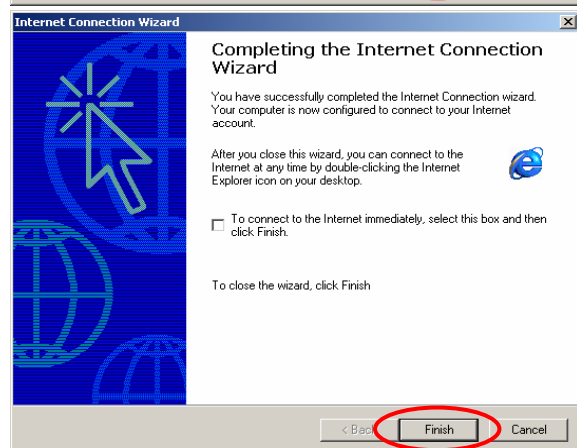 Internet Connection Wizard
Completing the Internet Connection
Wizard
You have successfully completed the Internet Connection wizard.
Your computer is now configured to connect to your Internet
account.
After you close this wizard, you can connect to the
Internet at any time by double-clicking the Internet
Explorer icon on your desktop.
To connect to the Internet immediately, select this box and then
click Finish.
To close the wizard, click Finish
< Back Finish Cancel